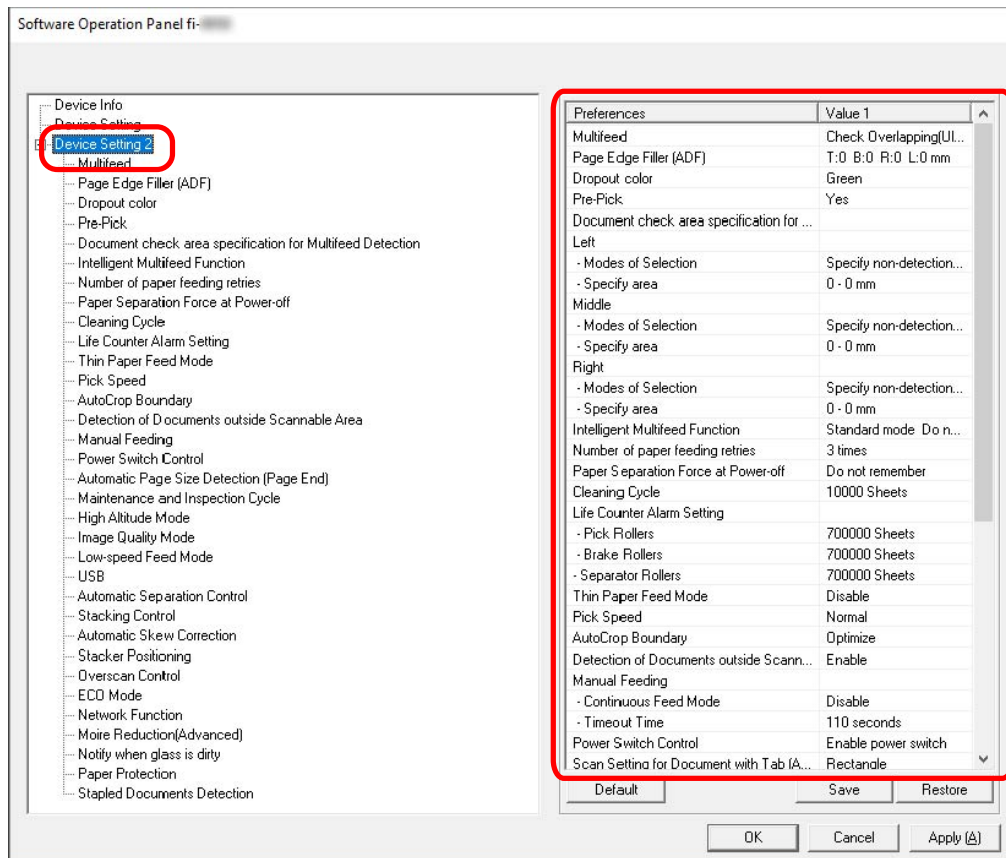 Software Operation Panel fi-
Device Info
Device Setting
Device Setting 2
Multifeed
Page Edge Filler (ADF)
Dropout color
Pre-Pick
Document check area specification for Multifeed Detection
Intelligent Multifeed Function
Number of paper feeding retries
Paper Separation Force at Power-off
Cleaning Cycle
Life Counter Alarm Setting
Thin Paper Feed Mode
Pick Speed
AutoCrop Boundary
Detection of Documents outside Scannable Area
Manual Feeding
Power Switch Control
Automatic Page Size Detection (Page End)
Maintenance and Inspection Cycle
High Altitude Mode
Image Quality Mode
Low-speed Feed Mode
USB
Automatic Separation Control
Stacking Control
Automatic Skew Correction
Stacker Positioning
Overscan Control
ECO Mode
Network Function
Moire Reduction(Advanced)
Notify when glass is dirty
Paper Protection
Stapled Documents Detection
Preferences Value 1
Multifeed Check Overlapping(Ul...
Page Edge Filler (ADF) T:0 B:0 R:0 L:0 mm
Dropout color Green
Pre-Pick Yes
Document check area specification for ...
Left
- Modes of Selection Specify non-detection...
- Specify area 0 - 0 mm
Middle
- Modes of Selection Specify non-detection...
- Specify area 0 - 0 mm
Right
- Modes of Selection Specify non-detection...
- Specify area 0 - 0 mm
Intelligent Multifeed Function Standard mode Do n...
Number of paper feeding retries 3 times
Paper Separation Force at Power-off Do not remember
Cleaning Cycle 10000 Sheets
Life Counter Alarm Setting
- Pick Rollers 700000 Sheets
- Brake Rollers 700000 Sheets
- Separator Rollers 700000 Sheets
Thin Paper Feed Mode Disable
Pick Speed Normal
AutoCrop Boundary Optimize
Detection of Documents outside Scann... Enable
Manual Feeding
- Continuous Feed Mode Disable
- Timeout Time 110 seconds
Power Switch Control Enable power switch
Scan Setting for Document with Tab (A... Rectangle
Default Save Restore
OK Cancel Apply (A)